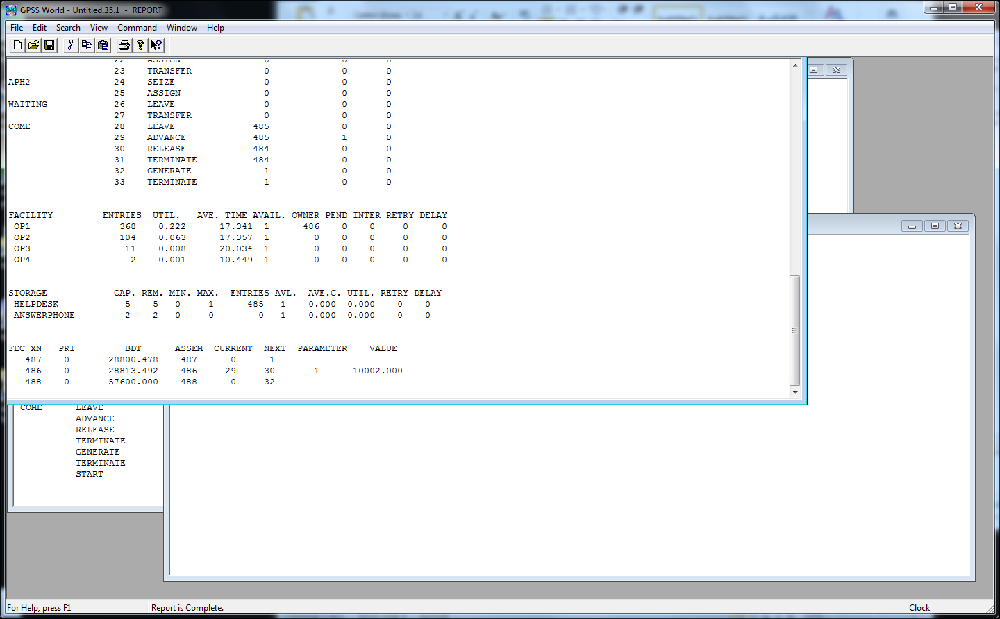 GPSS World - Untitled.35.1 - REPORT
File Edit Search View Command Window Help
22 ASSIGN 0 0 0
23 TRANSFER 0 0 0
APH2 24 SEIZE 0 0 0
25 ASSIGN 0 0 0
WAITING 26 LEAVE 0 0 0
27 TRANSFER 0 0 0
COME 28 LEAVE 485 0 0
29 ADVANCE 485 1 0
30 RELEASE 484 0 0
31 TERMINATE 484 0 0
32 GENERATE 1 0 0
33 TERMINATE 1 0 0
FACILITY ENTRIES UTIL. AVE. TIME AVAIL. OWNER PEND INTER RETRY DELAY
OP1 368 0.222 17.341 1 486 0 0 0 0
OP2 104 0.063 17.357 1 0 0 0 0 0
OP3 11 0.008 20.034 1 0 0 0 0 0
OP4 2 0.001 10.449 1 0 0 0 0 0
STORAGE CAP. REM. MIN. MAX. ENTRIES AVL. AVE.C. UTIL. RETRY DELAY
HELPDESK 5 5 0 1 485 1 0.000 0.000 0 0
ANSWERPHONE 2 2 0 0 0 1 0.000 0.000 0 0
FEC XN PRI BDT ASSEM CURRENT NEXT PARAMETER VALUE
487 0 28800.478 487 0 1
486 0 28813.492 486 29 30 1 10002.000
488 0 57600.000 488 0 32
COME LEAVE
ADVANCE
RELEASE
TERMINATE
GENERATE
TERMINATE
START
For Help, press F1 Report is Complete. Clock